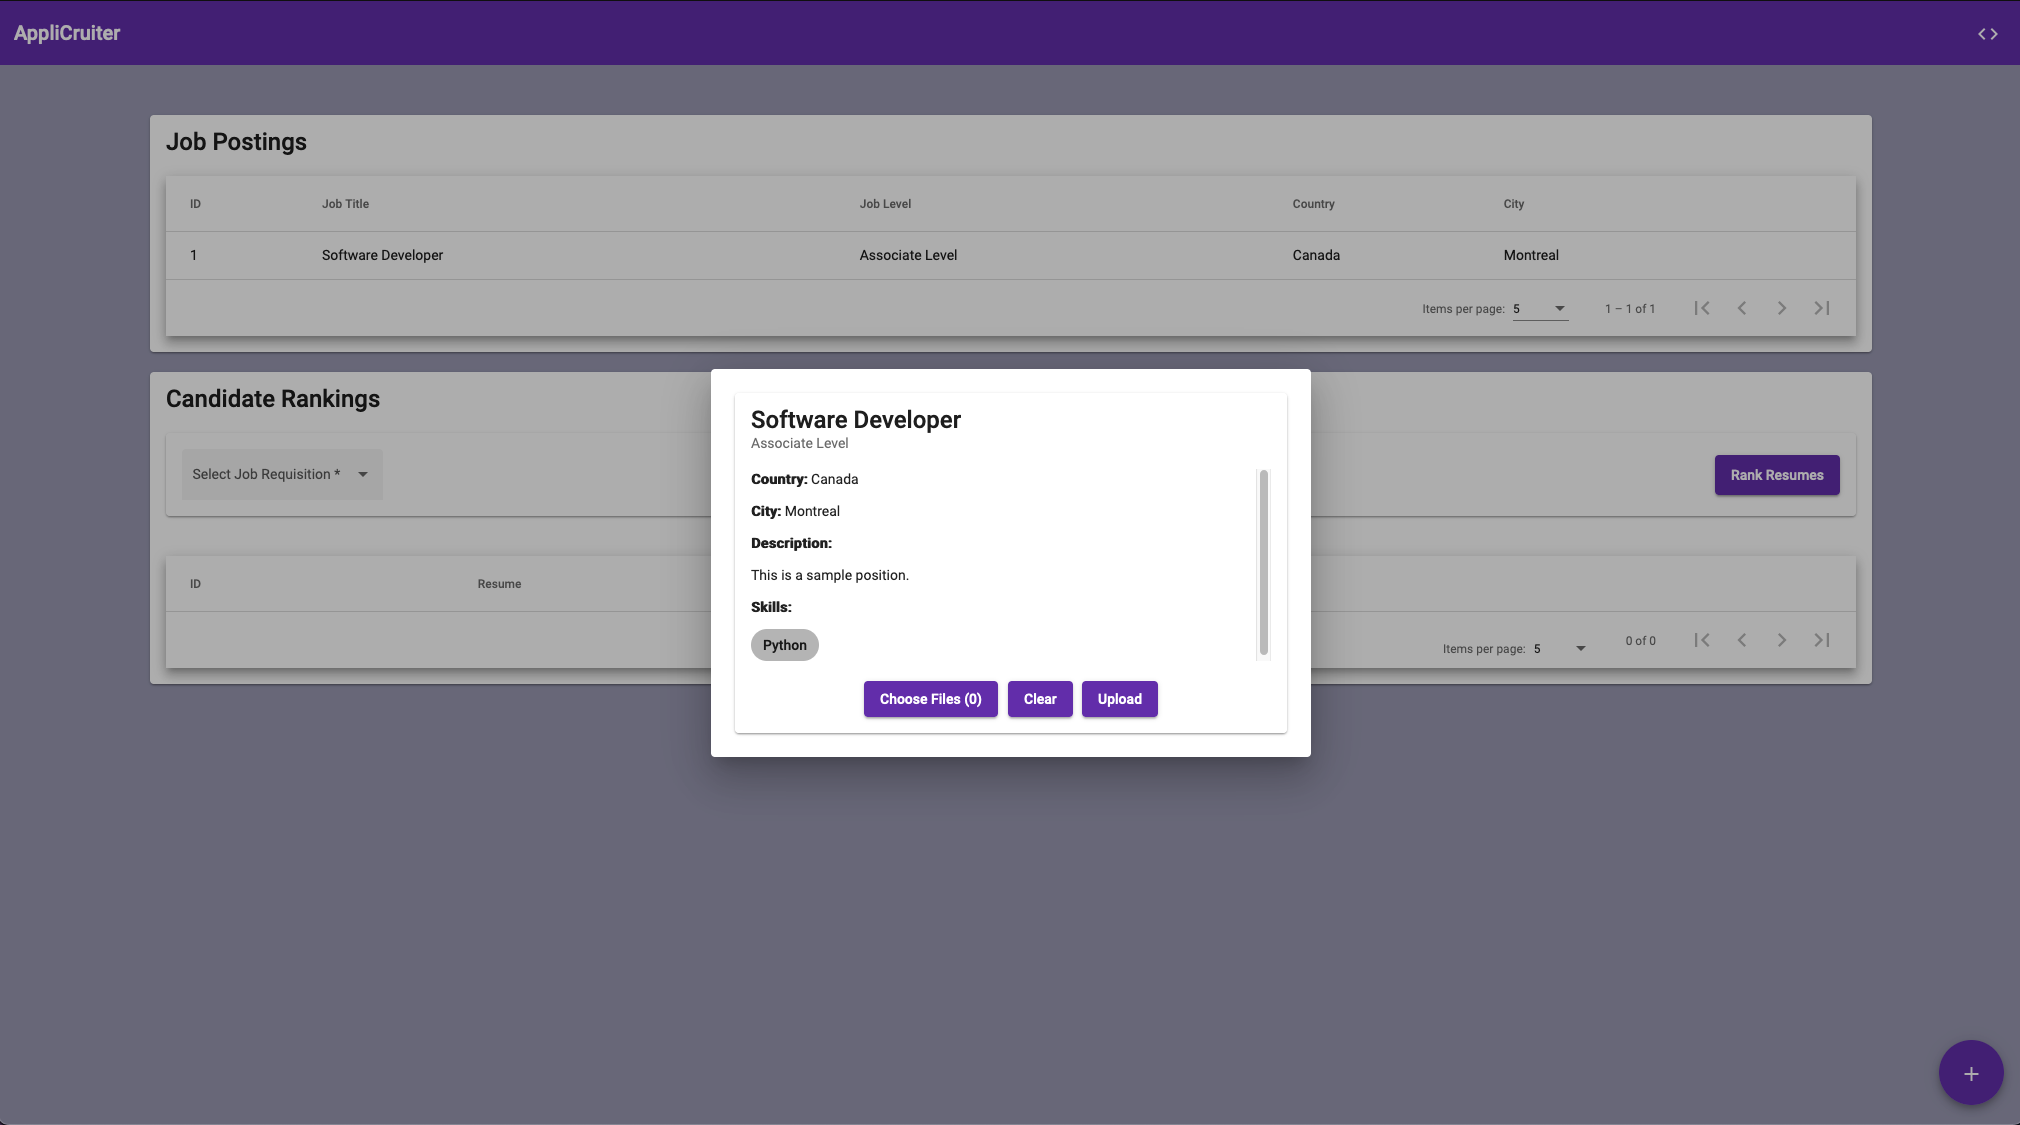 AppliCruiter
Job Postings
ID Job Title Job Level Country City
1 Software Developer Associate Level Canada Montreal
Items per page: 5 1 – 1 of 1
Candidate Rankings
Select Job Requisition *
Rank Resumes
ID Resume
Items per page: 5 0 of 0
Software Developer
Associate Level
Country: Canada
City: Montreal
Description:
This is a sample position.
Skills:
Python
Choose Files (0) Clear Upload
+